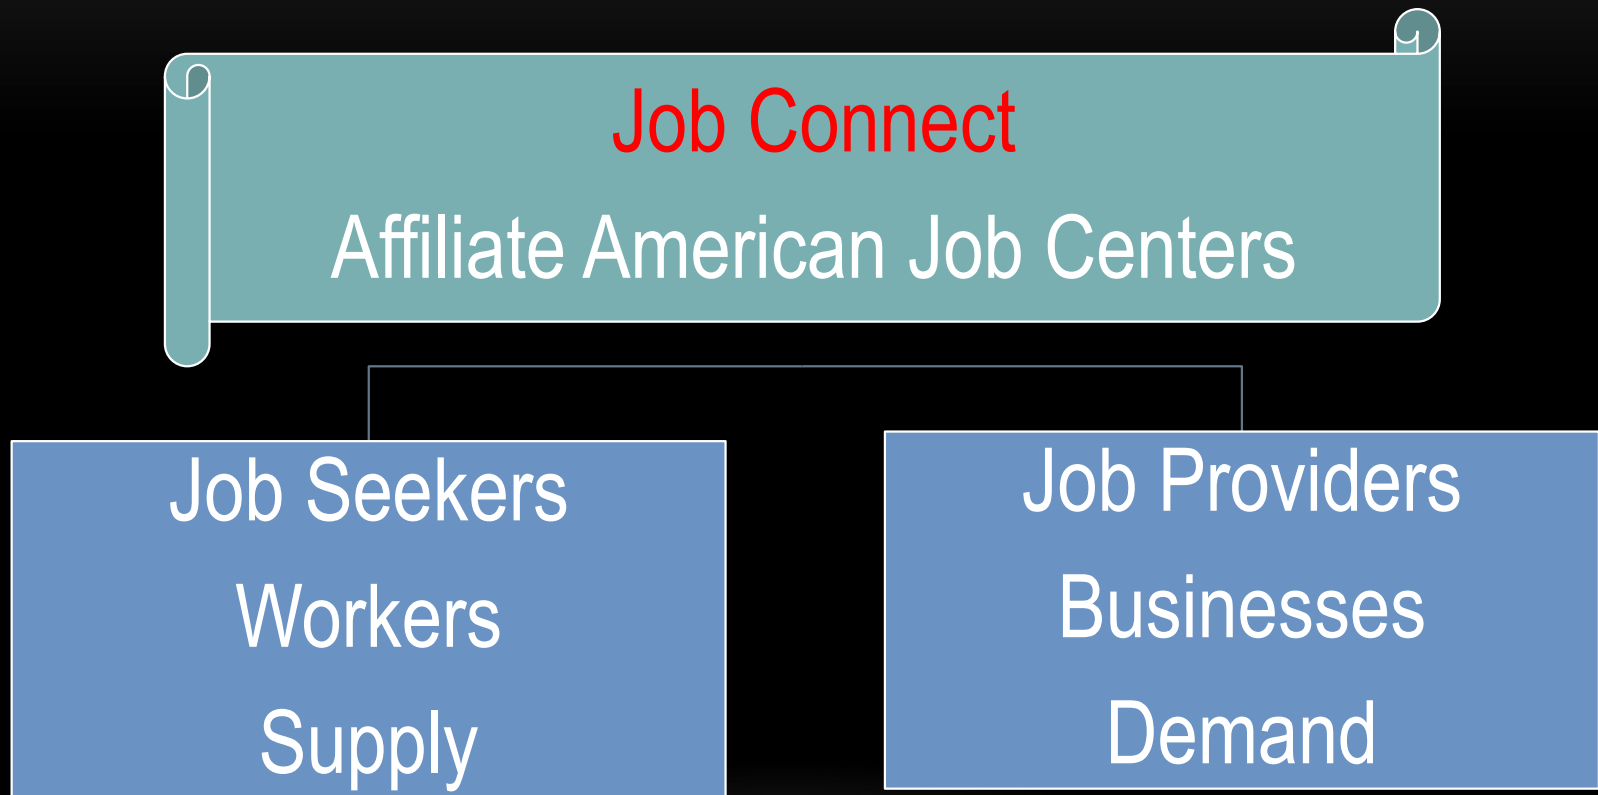 Job Connect
Affiliate American Job Centers
Job Seekers
Workers
Supply
Job Providers
Businesses
Demand